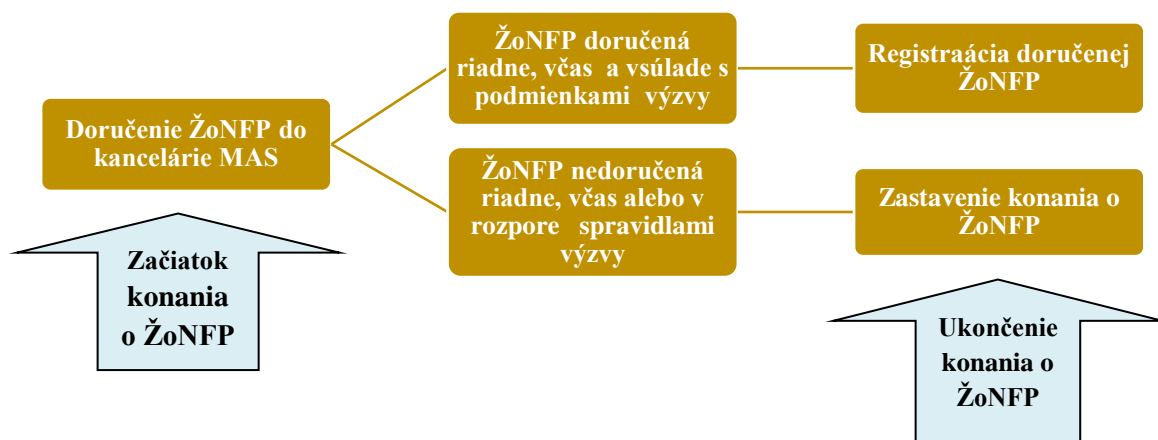 Doručenie ŽoNFP do
kancelárie MAS
ŽoNFP doručená
riadne, včas a vsúlade s
podmienkami výzvy
Registraácia doručenej
ŽoNFP
ŽoNFP nedoručená
riadne, včas alebo v
rozpore spravidlami
výzvy
Zastavenie konania o
ŽoNFP
Začiatok
konania
o ŽoNFP
Ukončenie
konania o
ŽoNFP